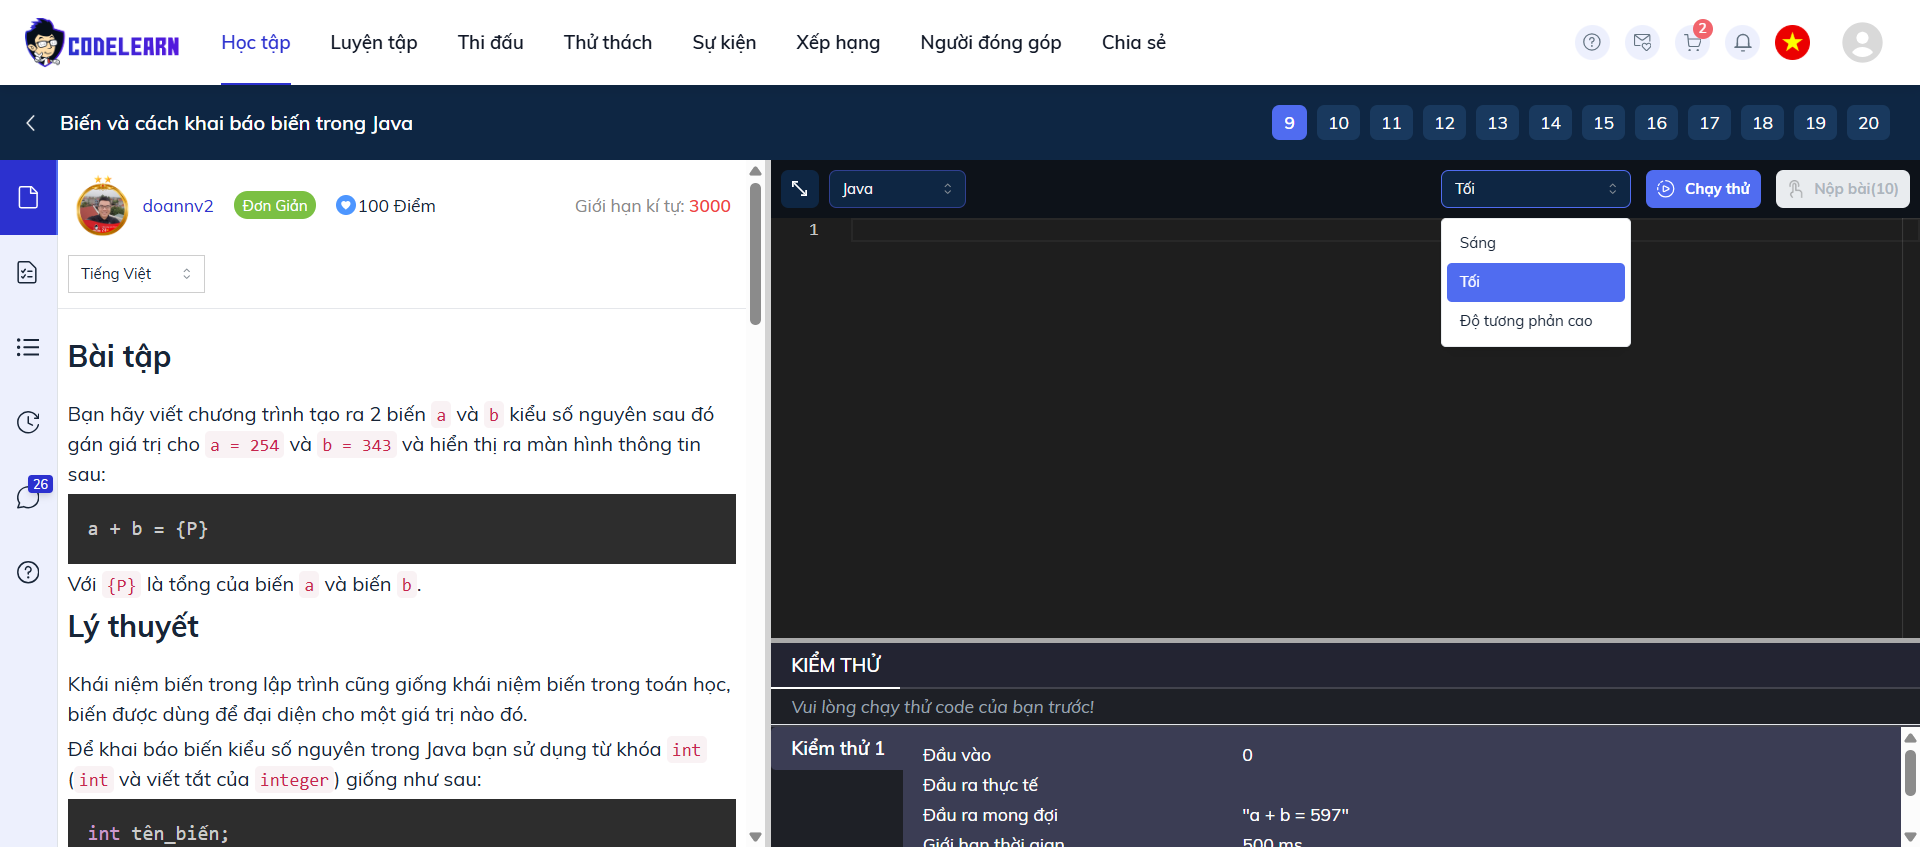 CODELEARN
Học tập
Luyện tập
Thi đấu
Thử thách
Sự kiện
Xếp hạng
Người đóng góp
Chia sẻ
2
Biến và cách khai báo biến trong Java
9
10
11
12
13
14
15
16
17
18
19
20
doannv2
Đơn Giản
100 Điểm
Giới hạn kí tự: 3000
Tiếng Việt
26
Bài tập
Bạn hãy viết chương trình tạo ra 2 biến a và b kiểu số nguyên sau đó
gán giá trị cho a = 254 và b = 343 và hiển thị ra màn hình thông tin
sau:
a + b = {P}
Với {P} là tổng của biến a và biến b.
Lý thuyết
Khái niệm biến trong lập trình cũng giống khái niệm biến trong toán học,
biến được dùng để đại diện cho một giá trị nào đó.
Để khai báo biến kiểu số nguyên trong Java bạn sử dụng từ khóa int
(int và viết tắt của integer) giống như sau:
int tên_biến;
Java
Tối
Chạy thử
Nộp bài(10)
Sáng
Tối
Độ tương phản cao
1
KIỂM THỬ
Vui lòng chạy thử code của bạn trước!
Kiểm thử 1
Đầu vào
0
Đầu ra thực tế
Đầu ra mong đợi
"a + b = 597"
Giới hạn thời gian
500 ms